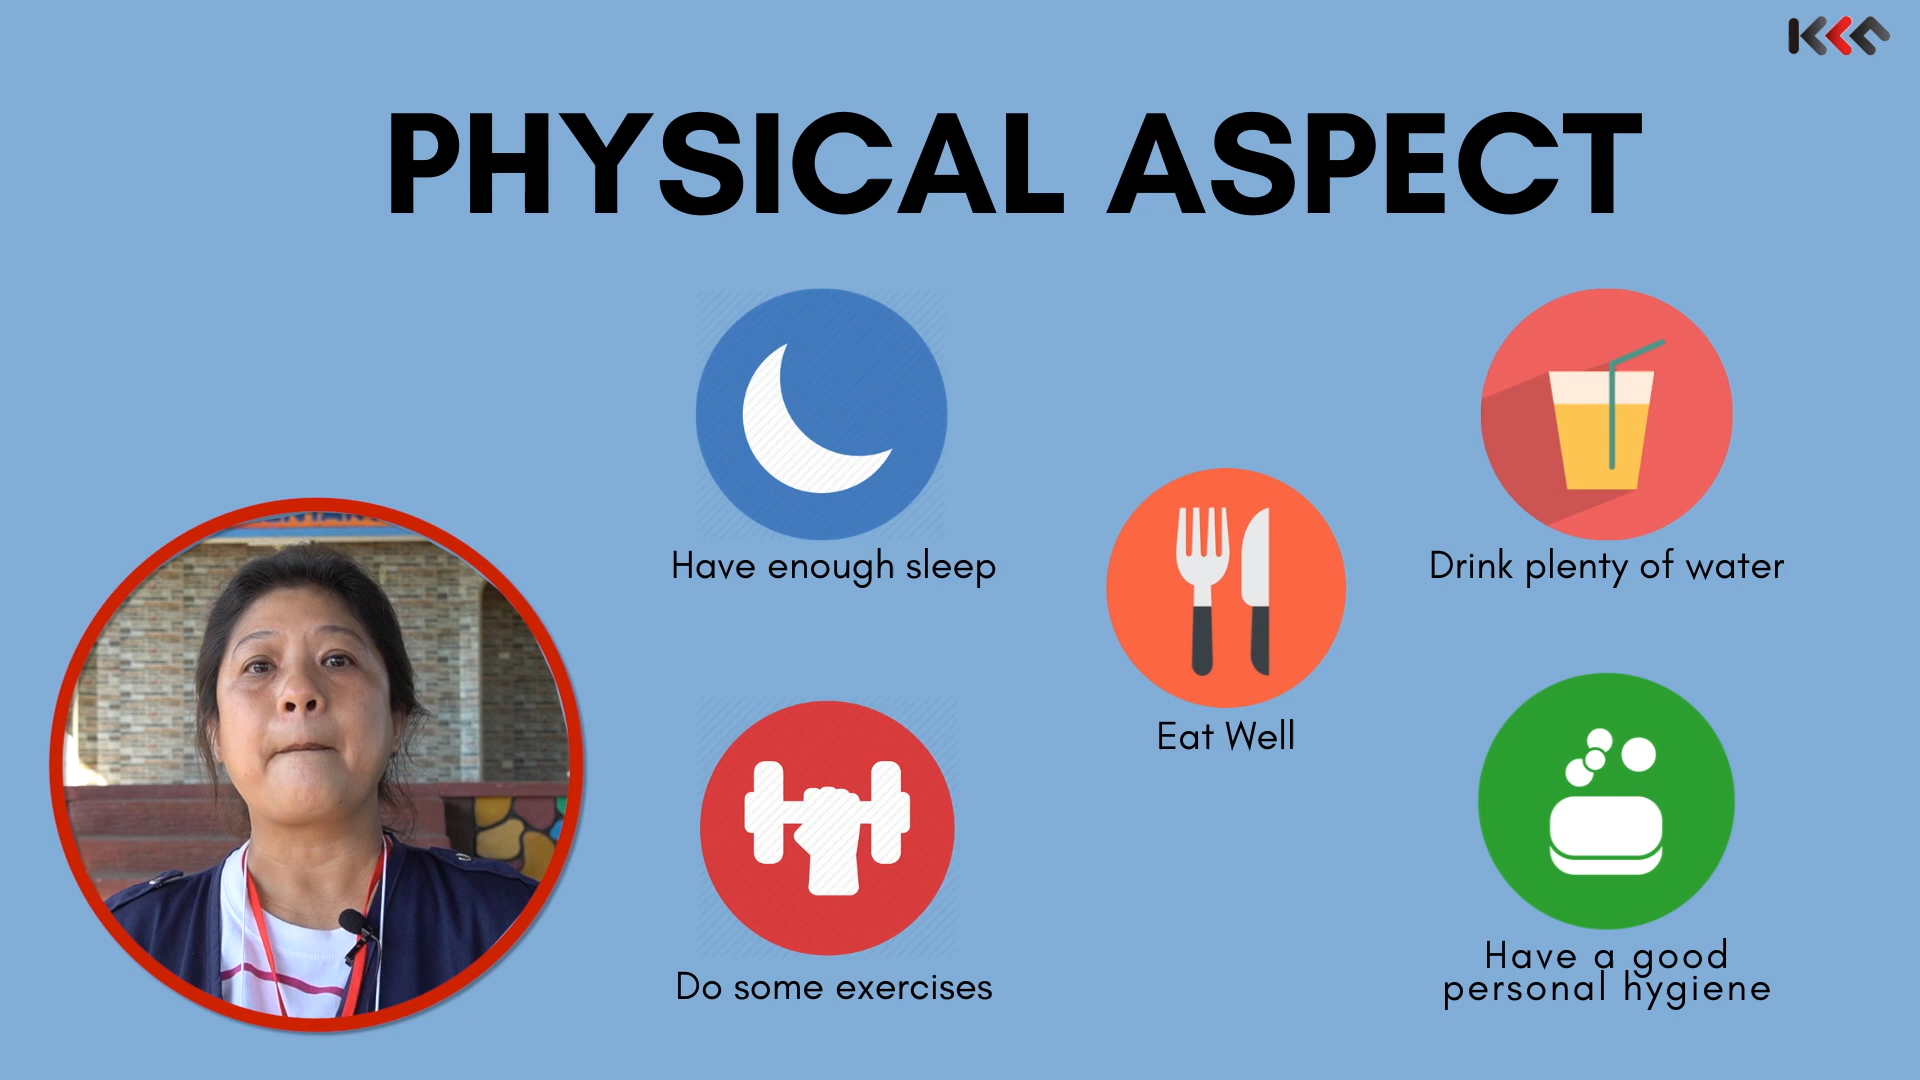 PHYSICAL ASPECT
Have enough sleep
Drink plenty of water
Eat Well
Do some exercises
Have a good
personal hygiene